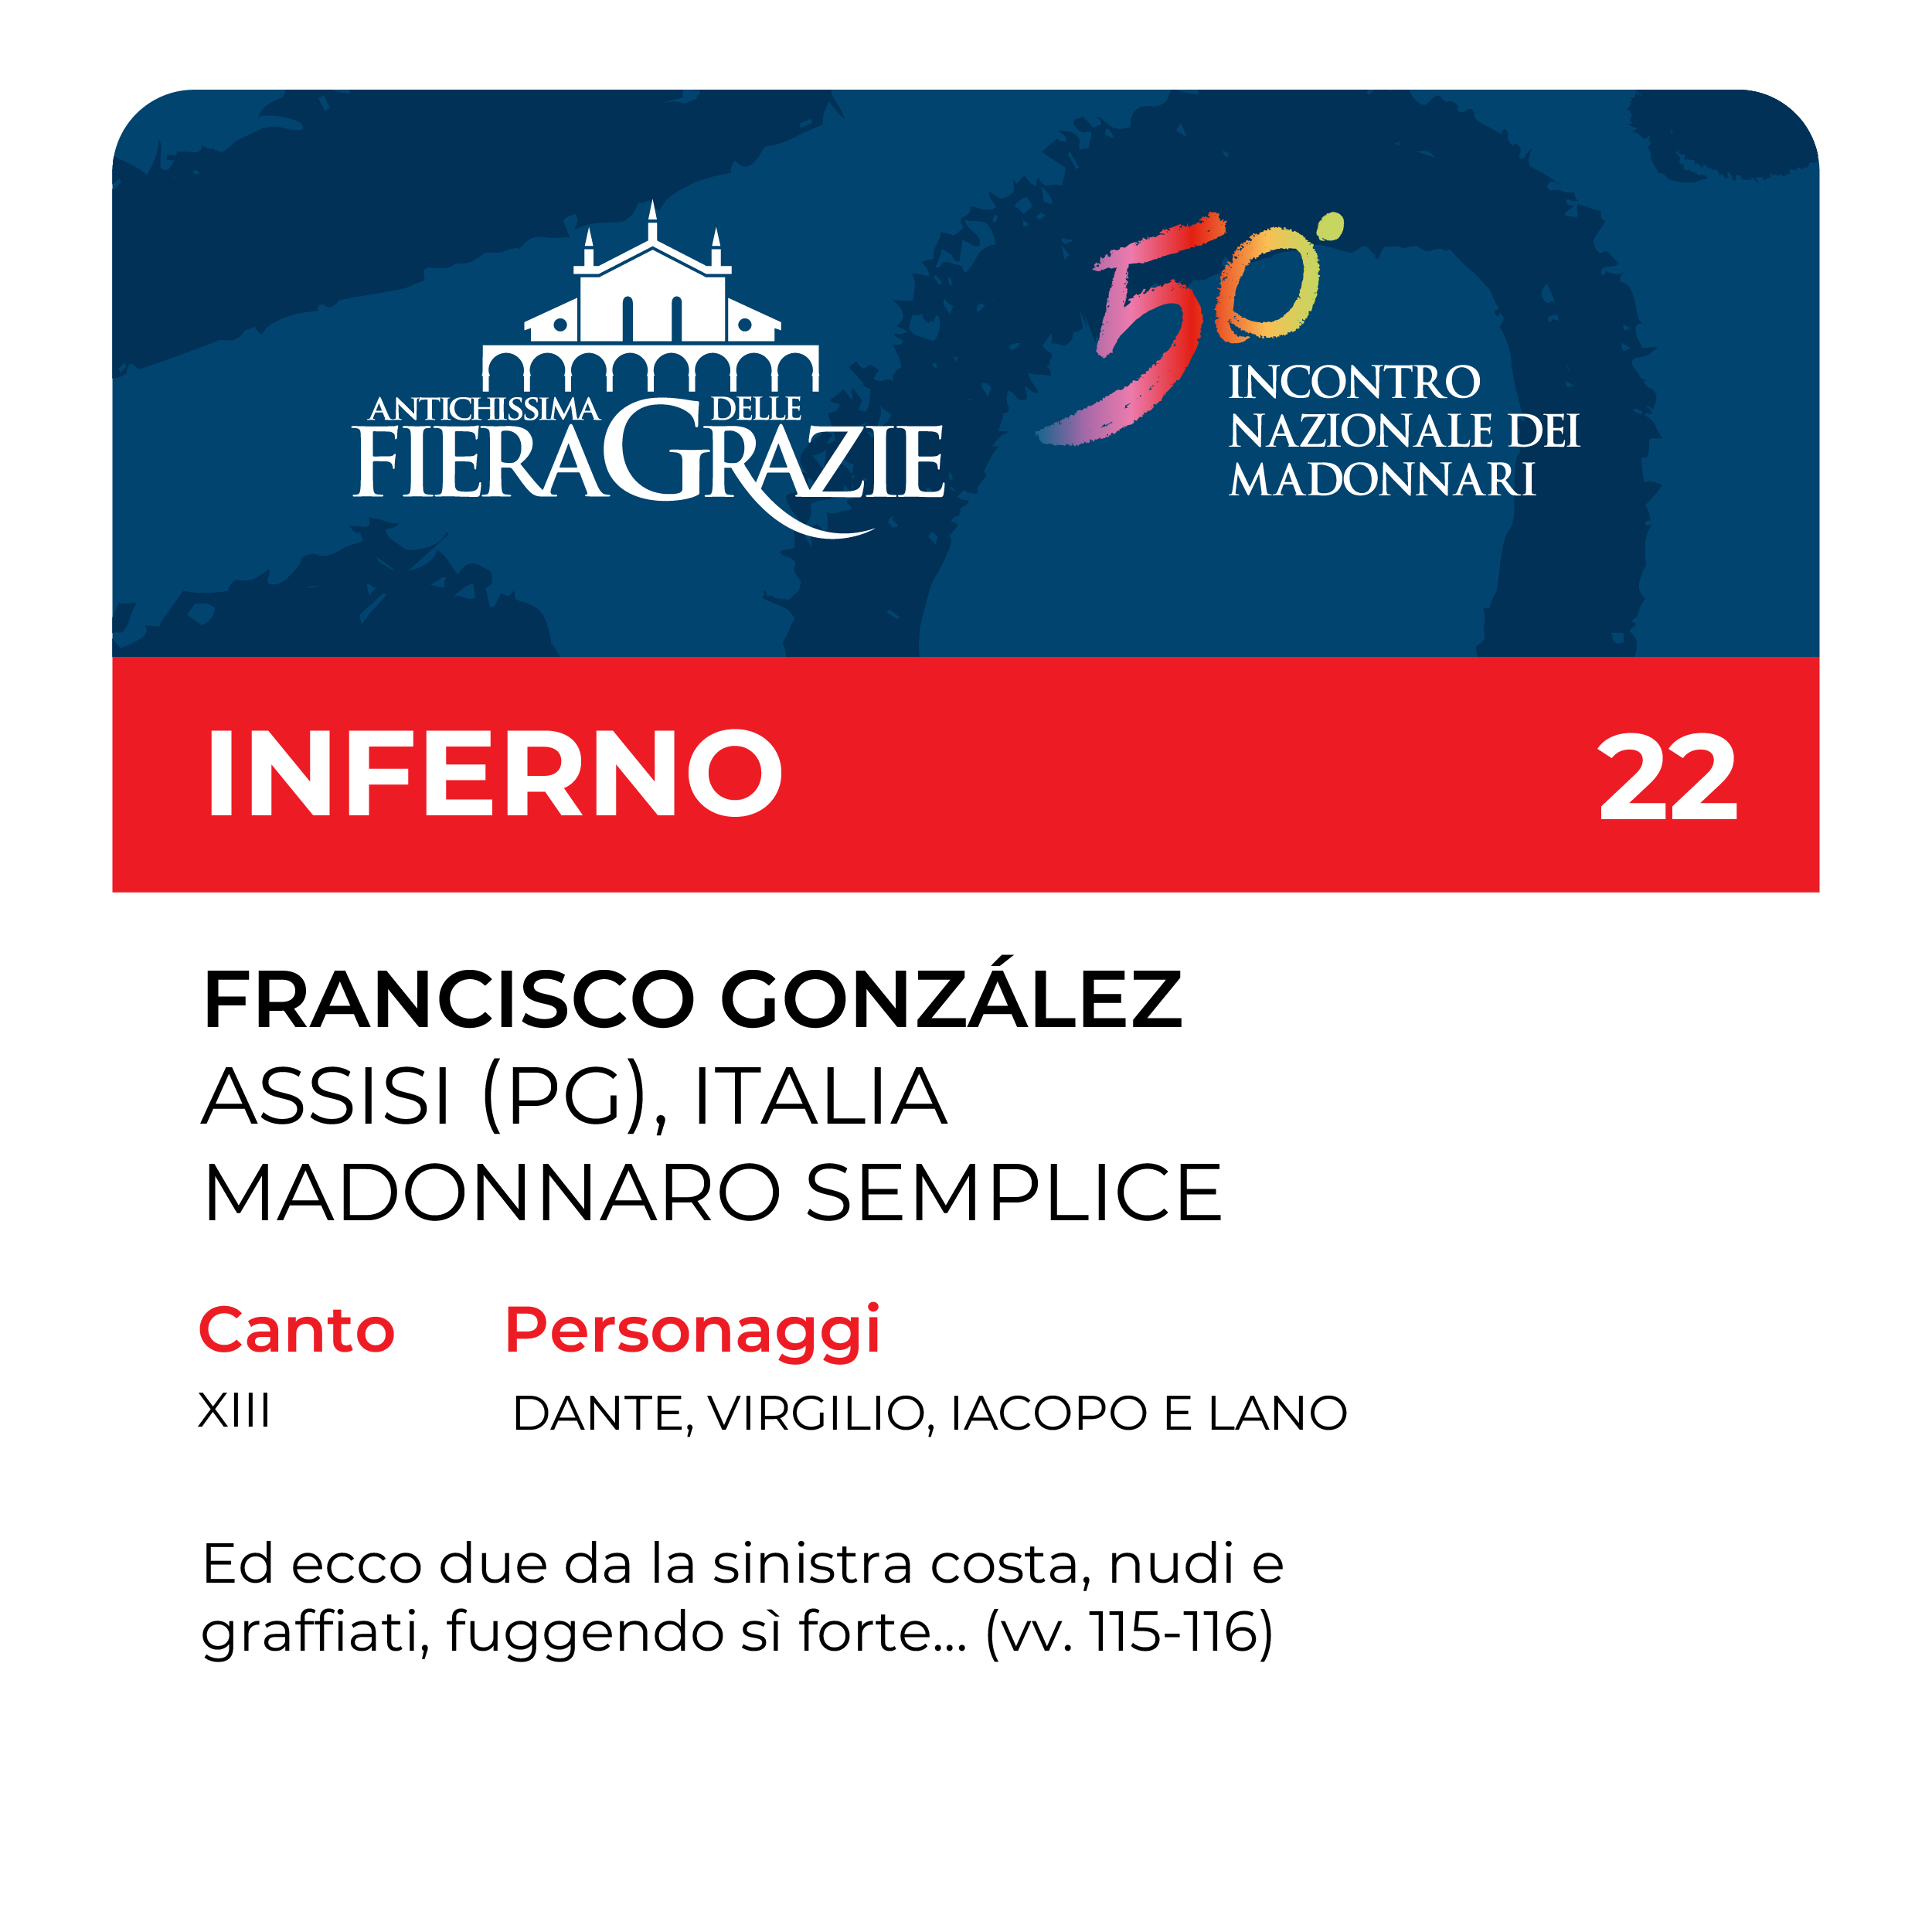 ANTICHISSIMA DELLE
FIERAGRAZIE
50°
INCONTRO
NAZIONALE DEI
MADONNARI
INFERNO 22
FRANCISCO GONZÁLEZ
ASSISI (PG), ITALIA
MADONNARO SEMPLICE
Canto Personaggi
XIII DANTE, VIRGILIO, IACOPO E LANO
Ed ecco due da la sinistra costa, nudi e
graffiati, fuggendo sì forte... (vv. 115-116)